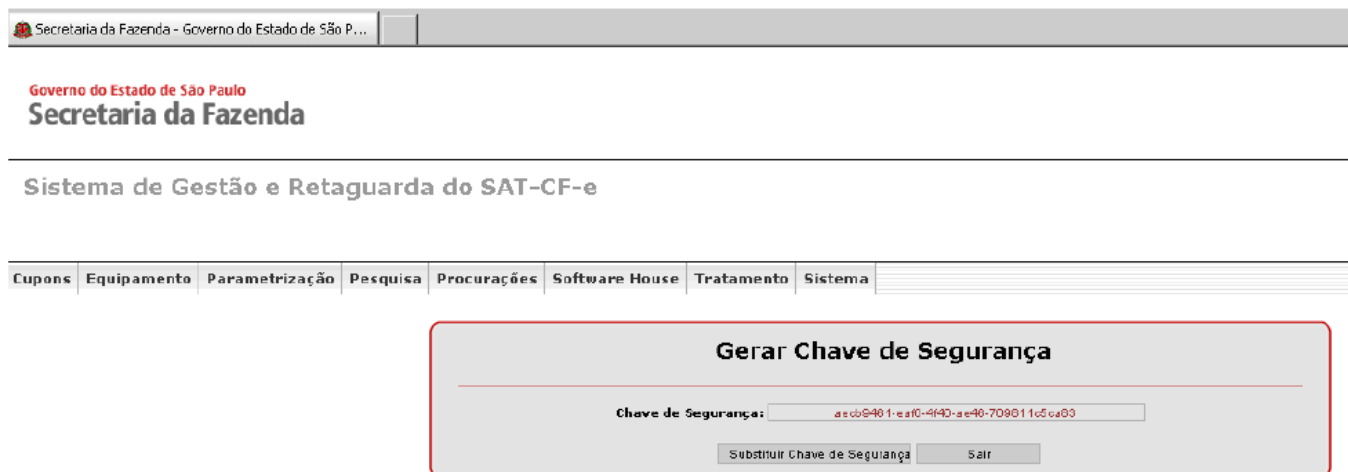 Secretaria da Fazenda - Governo do Estado de São P...
Governo do Estado de São Paulo
Secretaria da Fazenda
Sistema de Gestão e Retaguarda do SAT-CF-e
Cupons Equipamento Parametrização Pesquisa Procurações Software House Tratamento Sistema
Gerar Chave de Segurança
Chave de Segurança:
Substituir Chave de Segurança Sair